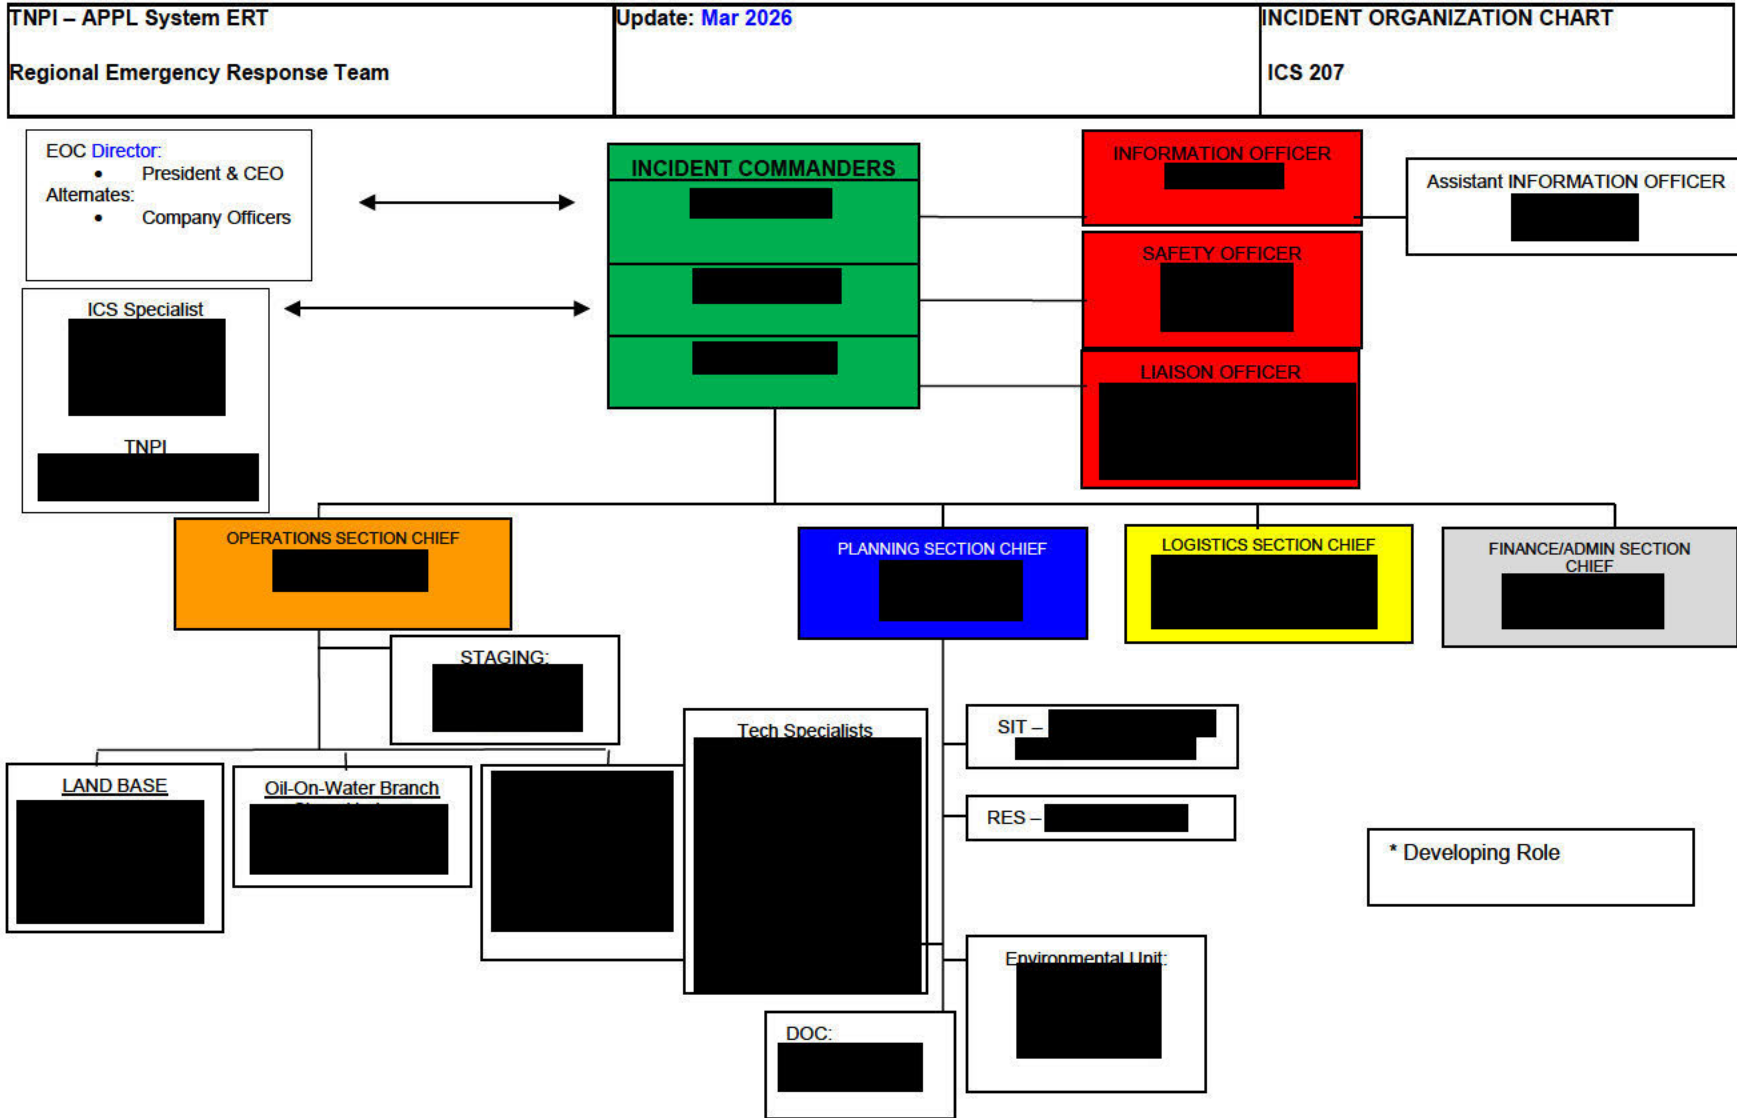 TNPI – APPL System ERT
Regional Emergency Response Team
Update: Mar 2026
INCIDENT ORGANIZATION CHART
ICS 207
EOC Director:
• President & CEO
Alternates:
• Company Officers
INCIDENT COMMANDERS
INFORMATION OFFICER
Assistant INFORMATION OFFICER
SAFETY OFFICER
ICS Specialist
TNPI
LIAISON OFFICER
OPERATIONS SECTION CHIEF
PLANNING SECTION CHIEF
LOGISTICS SECTION CHIEF
FINANCE/ADMIN SECTION
CHIEF
STAGING:
LAND BASE
Oil-On-Water Branch
Tech Specialists
SIT –
RES –
* Developing Role
Environmental Unit:
DOC: